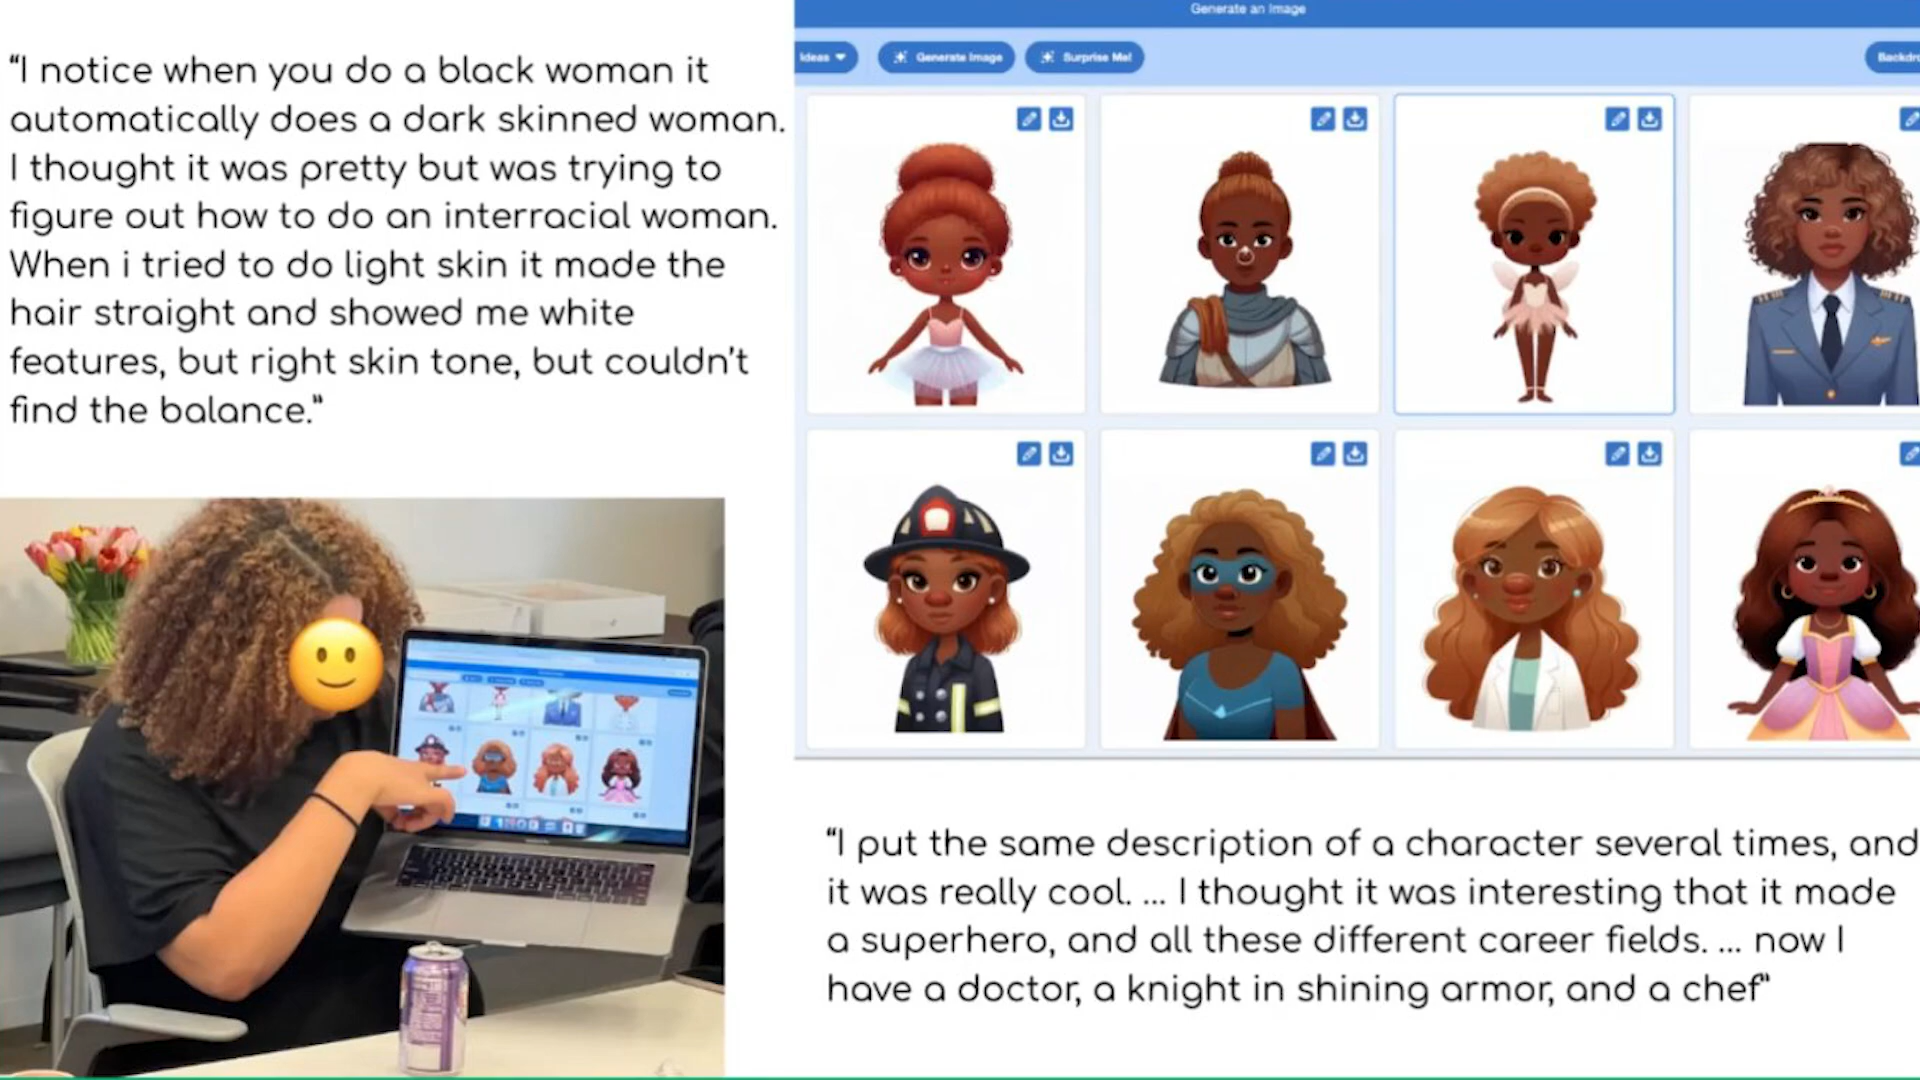 “I notice when you do a black woman it
automatically does a dark skinned woman.
I thought it was pretty but was trying to
figure out how to do an interracial woman.
When i tried to do light skin it made the
hair straight and showed me white
features, but right skin tone, but couldn’t
find the balance.”
Generate an Image
Ideas
Generate Image
Surprise Me!
Backdro
“I put the same description of a character several times, and
it was really cool. ... I thought it was interesting that it made
a superhero, and all these different career fields. ... now I
have a doctor, a knight in shining armor, and a chef”